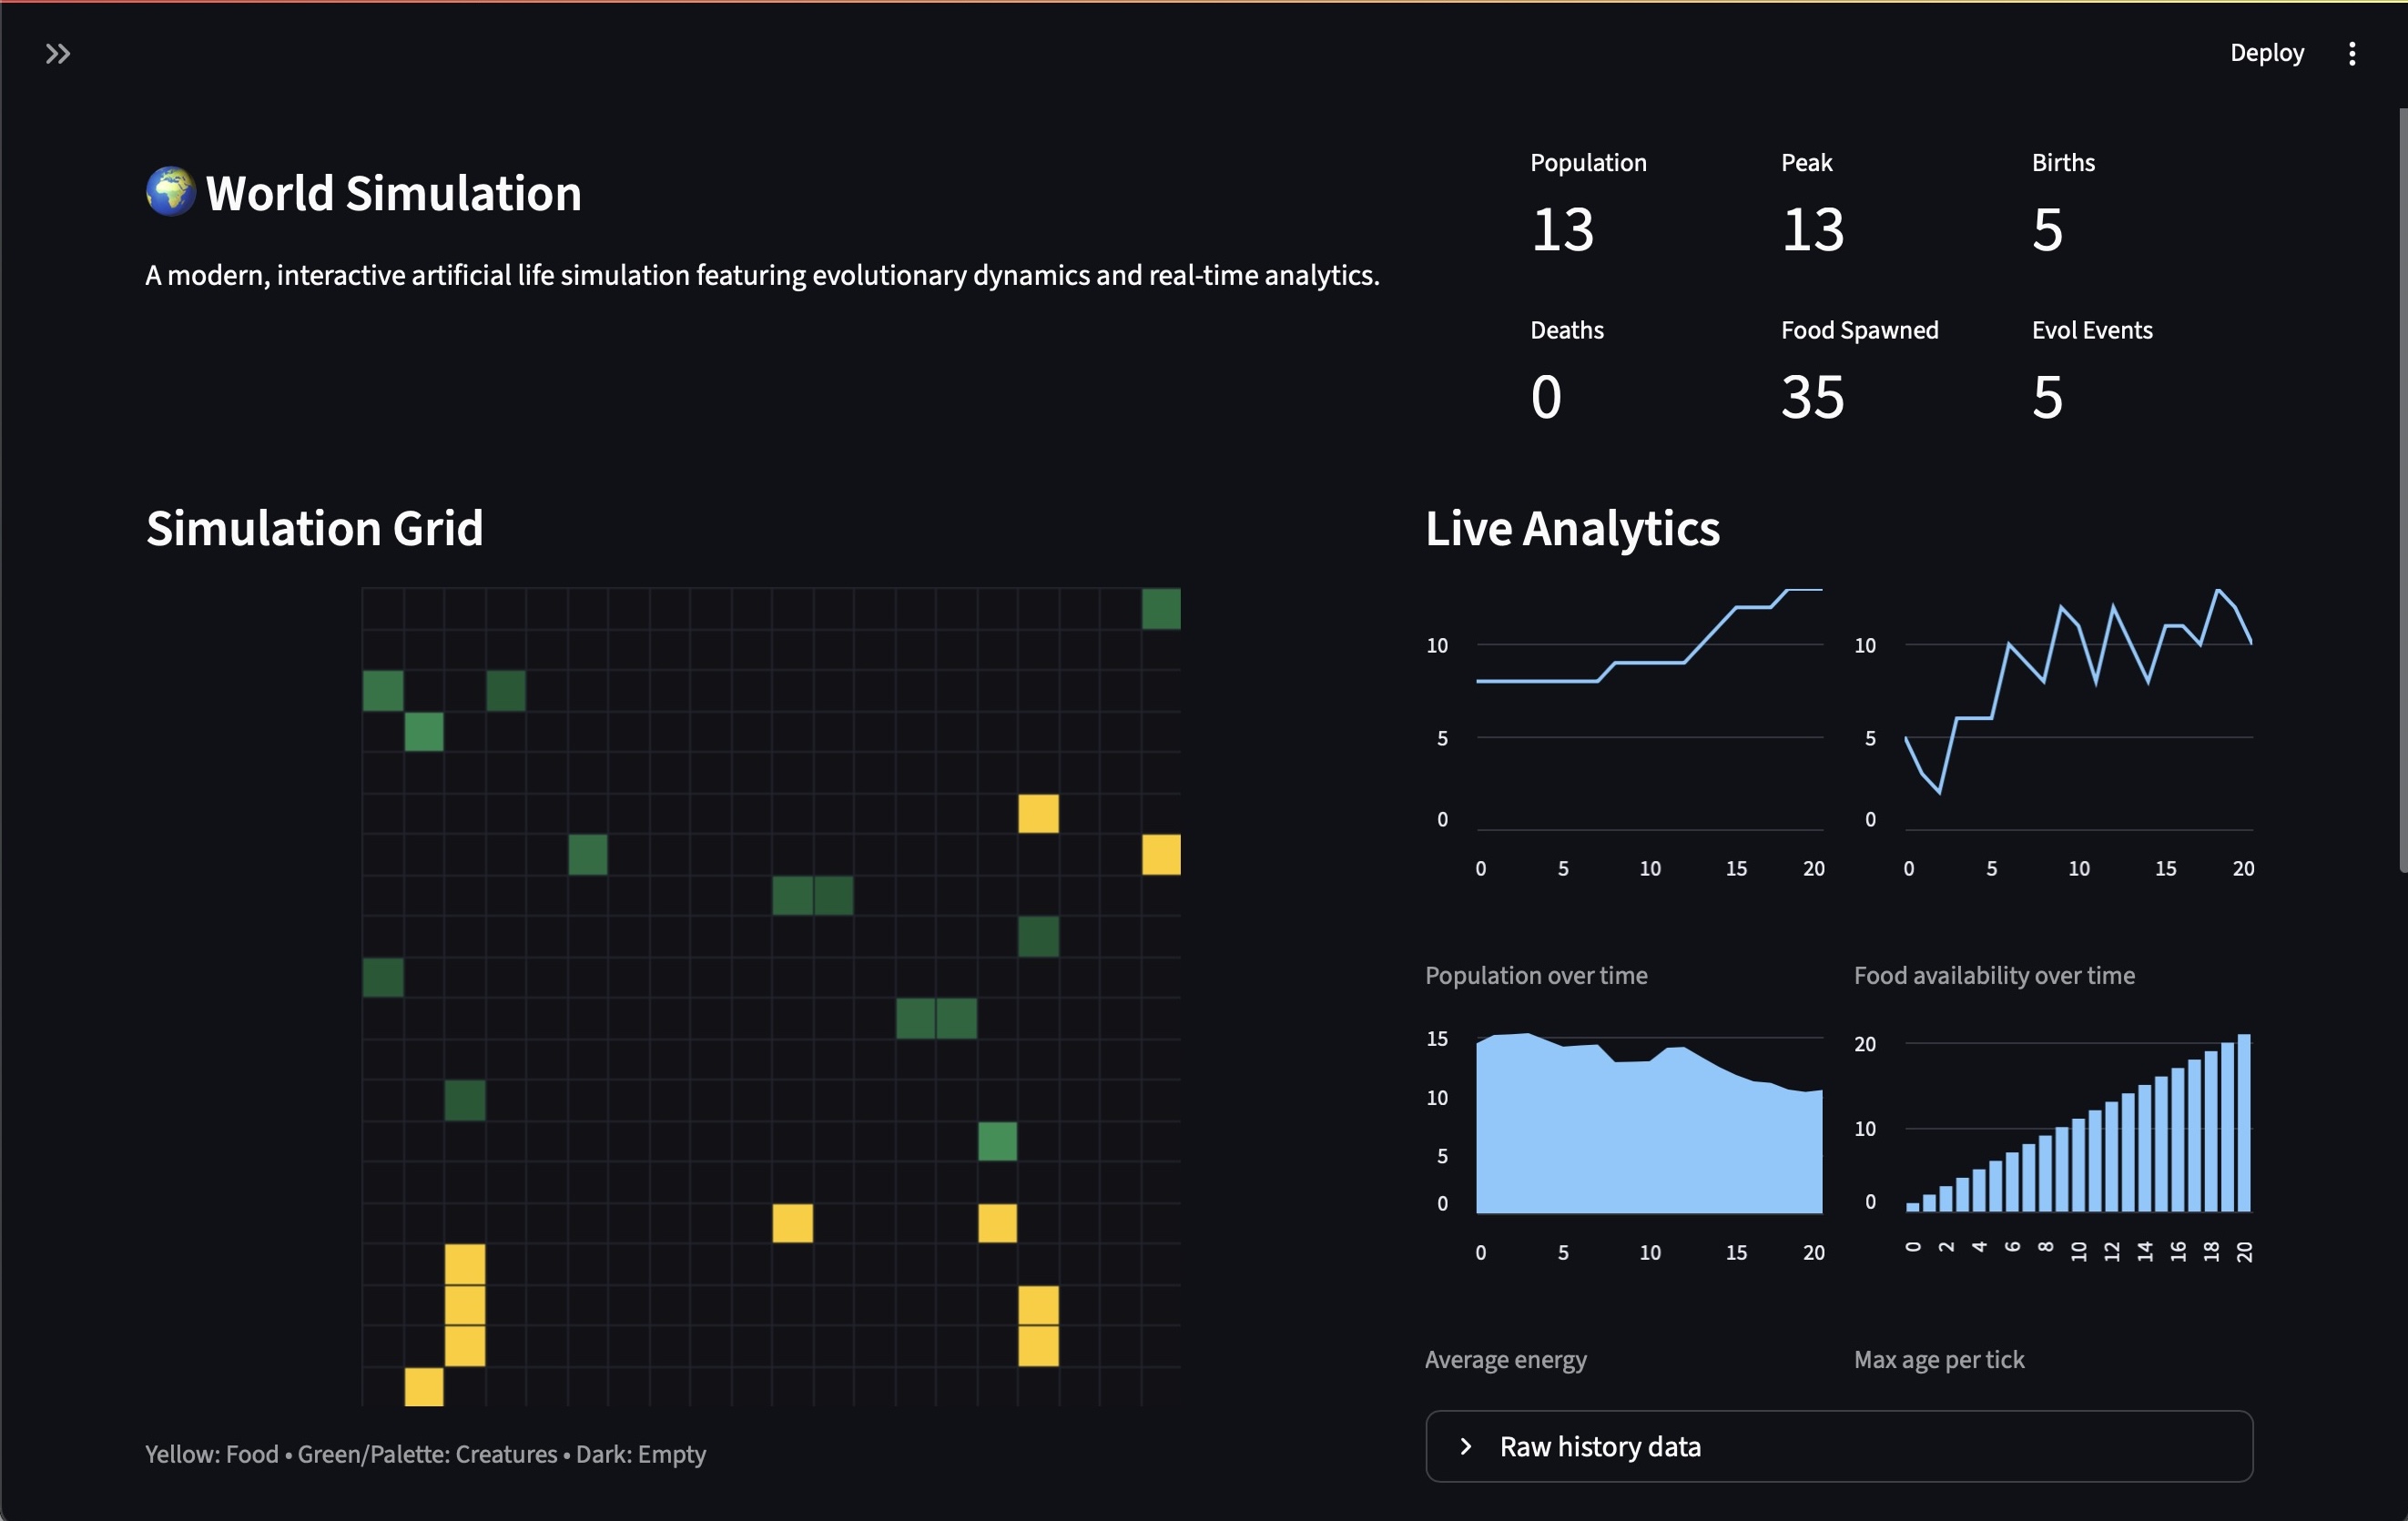 Deploy
🌍 World Simulation
A modern, interactive artificial life simulation featuring evolutionary dynamics and real-time analytics.
Population
13
Peak
13
Births
5
Deaths
0
Food Spawned
35
Evol Events
5
Simulation Grid
Yellow: Food • Green/Palette: Creatures • Dark: Empty
Live Analytics
10
5
0
0 5 10 15 20
10
5
0
0 5 10 15 20
Population over time
Food availability over time
15
10
5
0
0 5 10 15 20
20
10
0
0 2 4 6 8 10 12 14 16 18 20
Average energy
Max age per tick
Raw history data